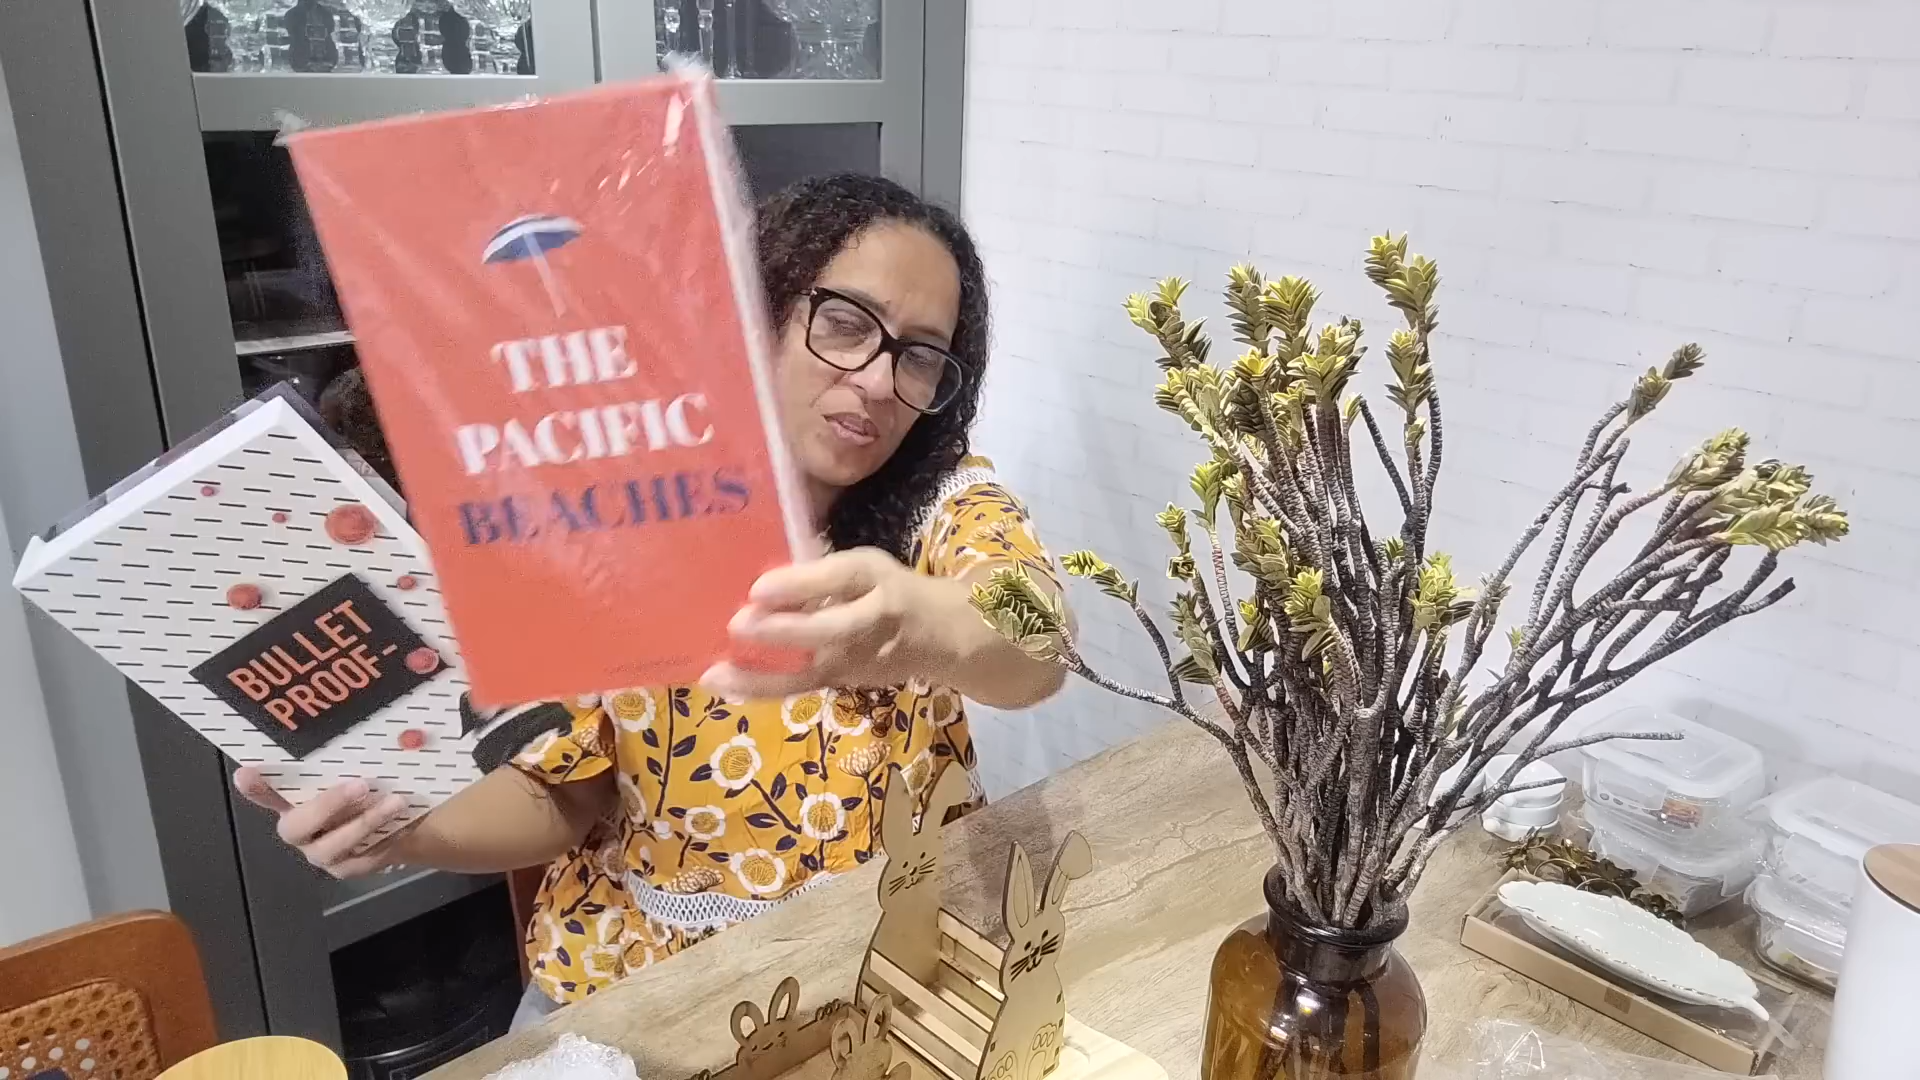 THE
PACIFIC
BEACHES
BULLET
PROOF-